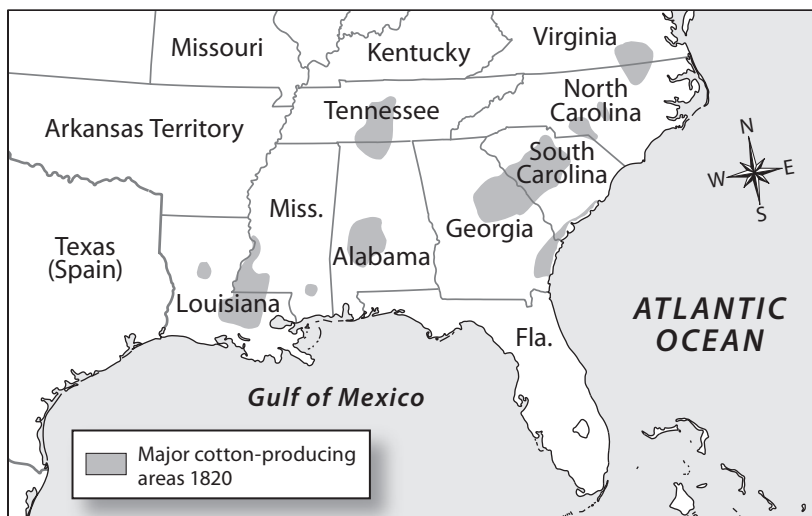 Missouri
Kentucky
Virginia
Arkansas Territory
Tennessee
North
Carolina
South
Carolina
Texas
(Spain)
Miss.
Alabama
Georgia
Louisiana
Fla.
N
W
E
S
ATLANTIC
OCEAN
Gulf of Mexico
Major cotton-producing
areas 1820